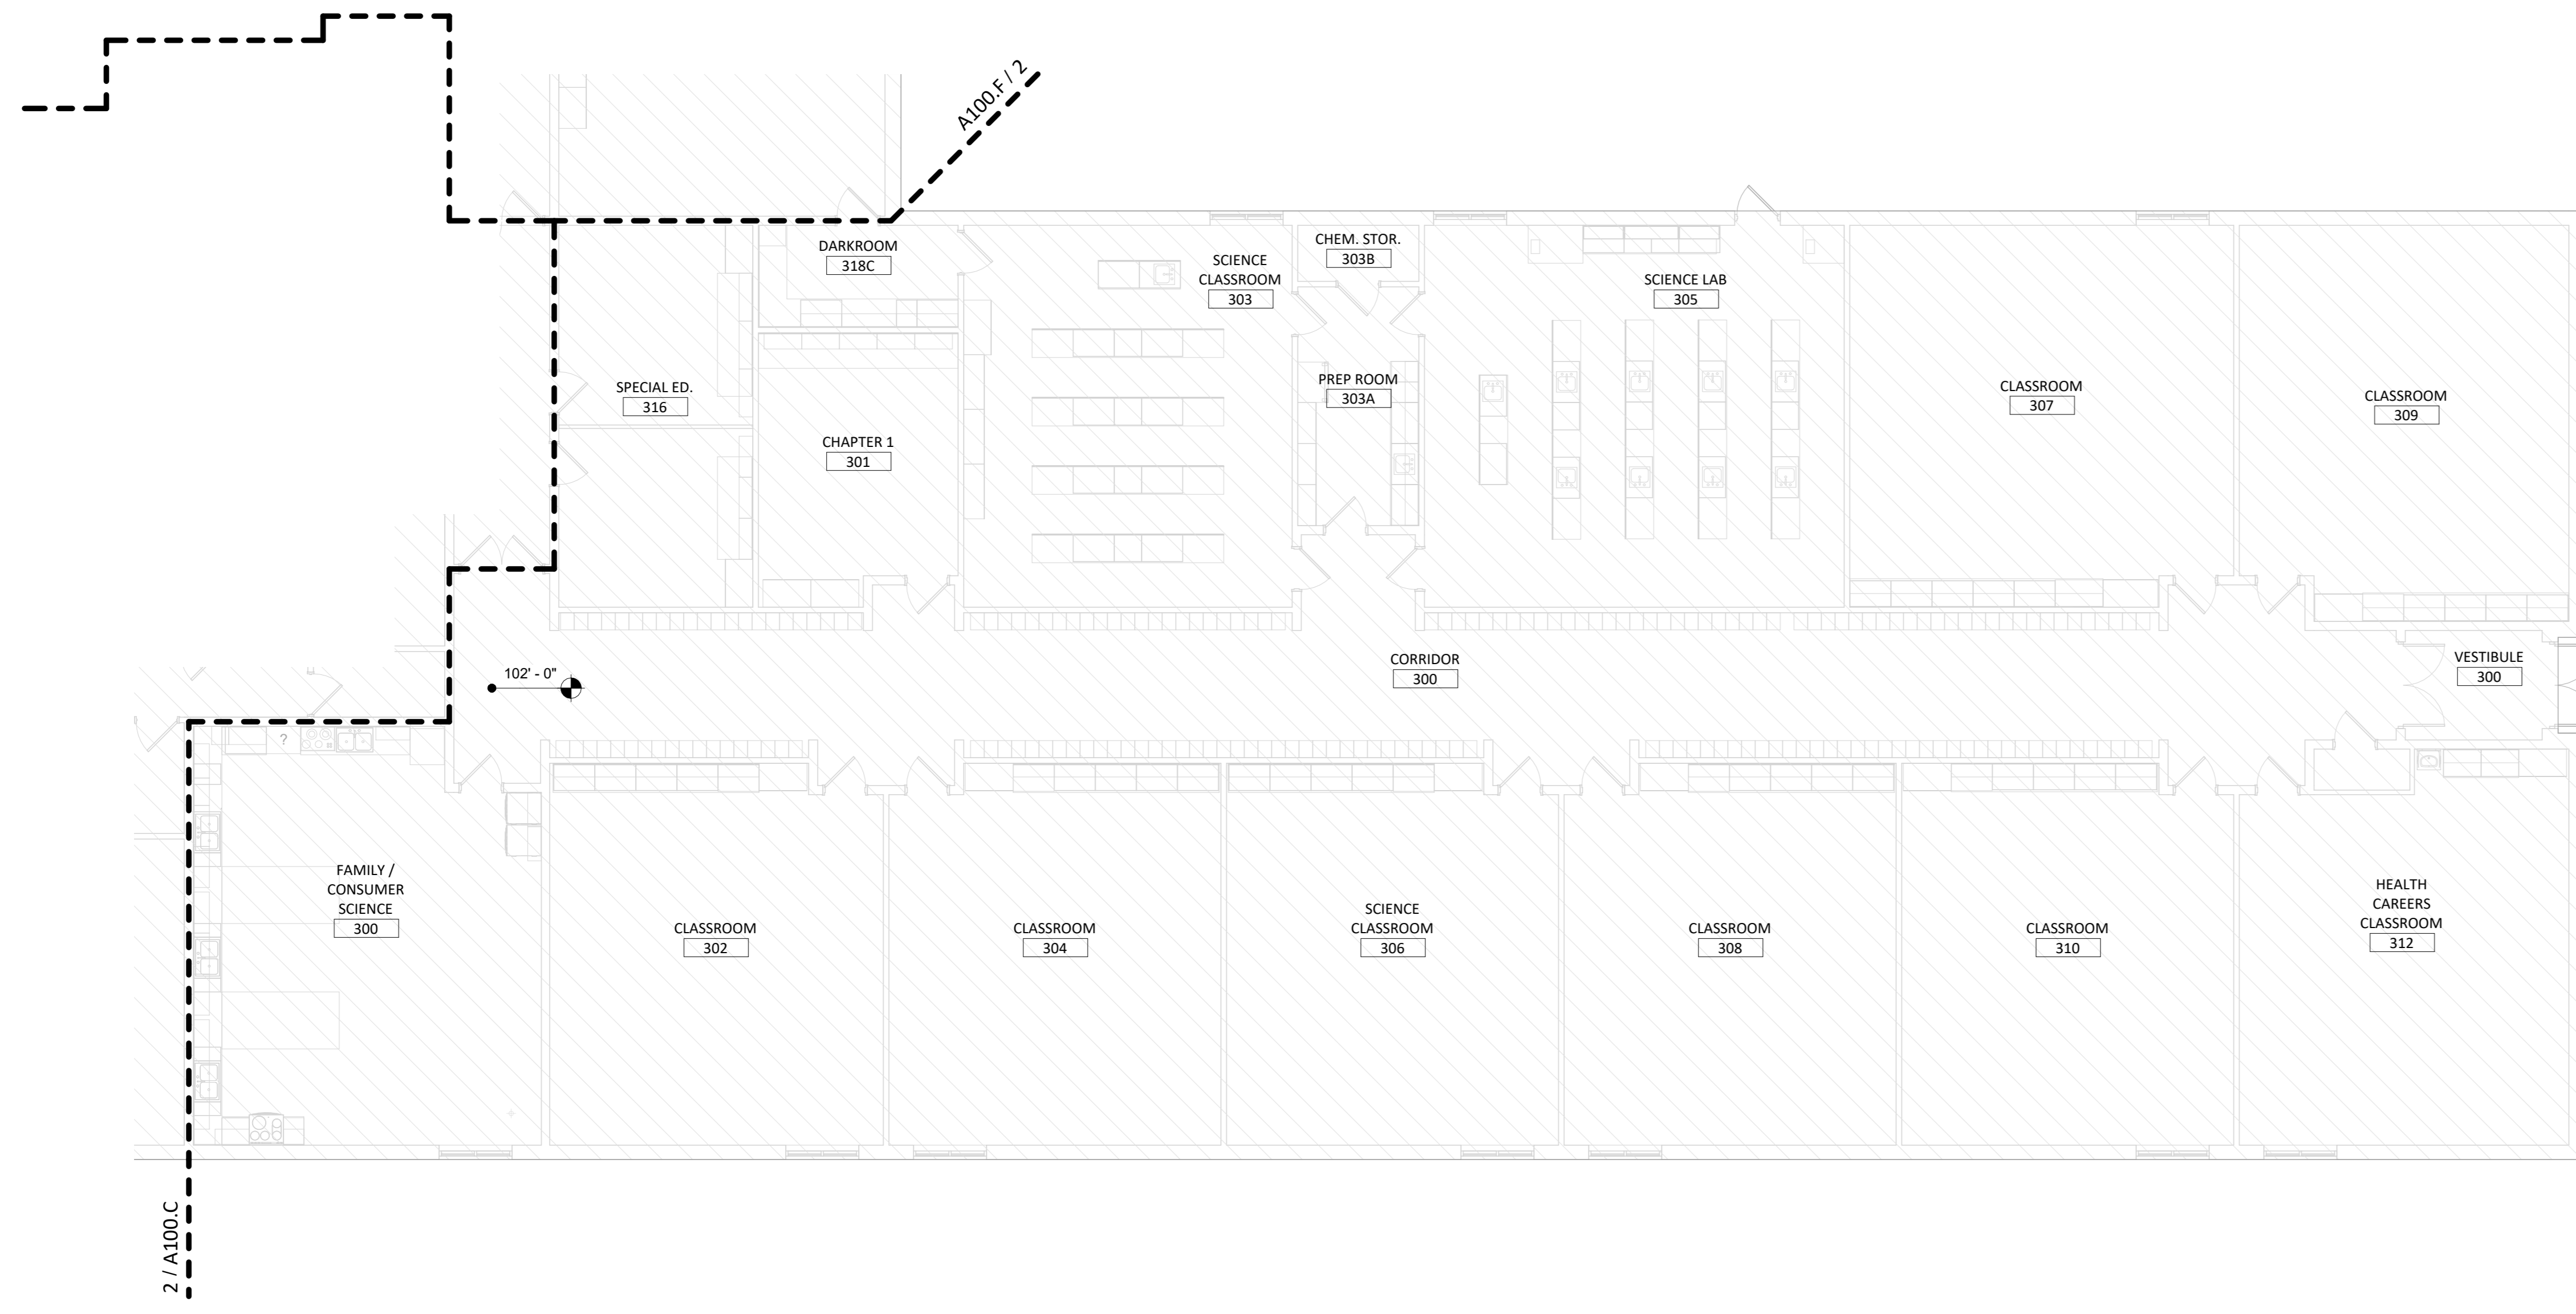 A100.F / 2
DARKROOM
318C
SCIENCE
CLASSROOM
303
CHEM. STOR.
303B
SCIENCE LAB
305
SPECIAL ED.
316
CHAPTER 1
301
PREP ROOM
303A
CLASSROOM
307
CLASSROOM
309
102' - 0"
CORRIDOR
300
VESTIBULE
300
?
FAMILY /
CONSUMER
SCIENCE
300
CLASSROOM
302
CLASSROOM
304
SCIENCE
CLASSROOM
306
CLASSROOM
308
CLASSROOM
310
HEALTH
CAREERS
CLASSROOM
312
2 / A100.C